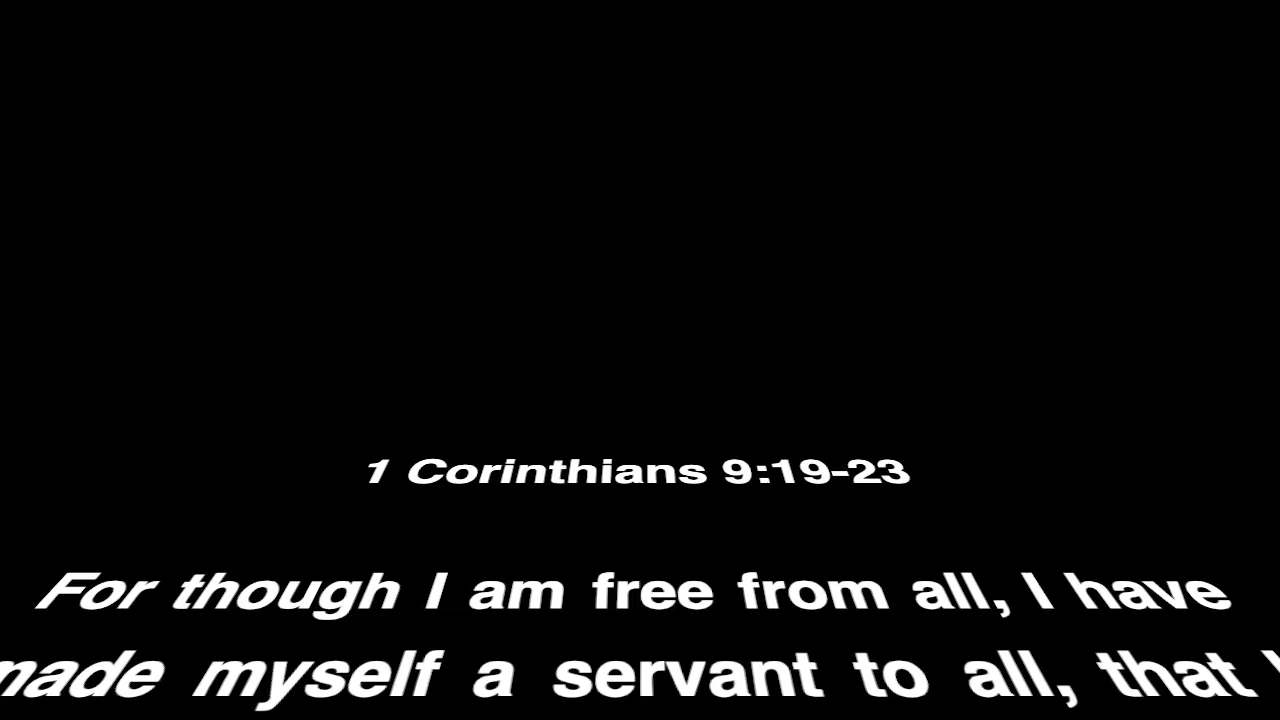 1 Corinthians 9:19-23
For though I am free from all, I have
made myself a servant to all, that